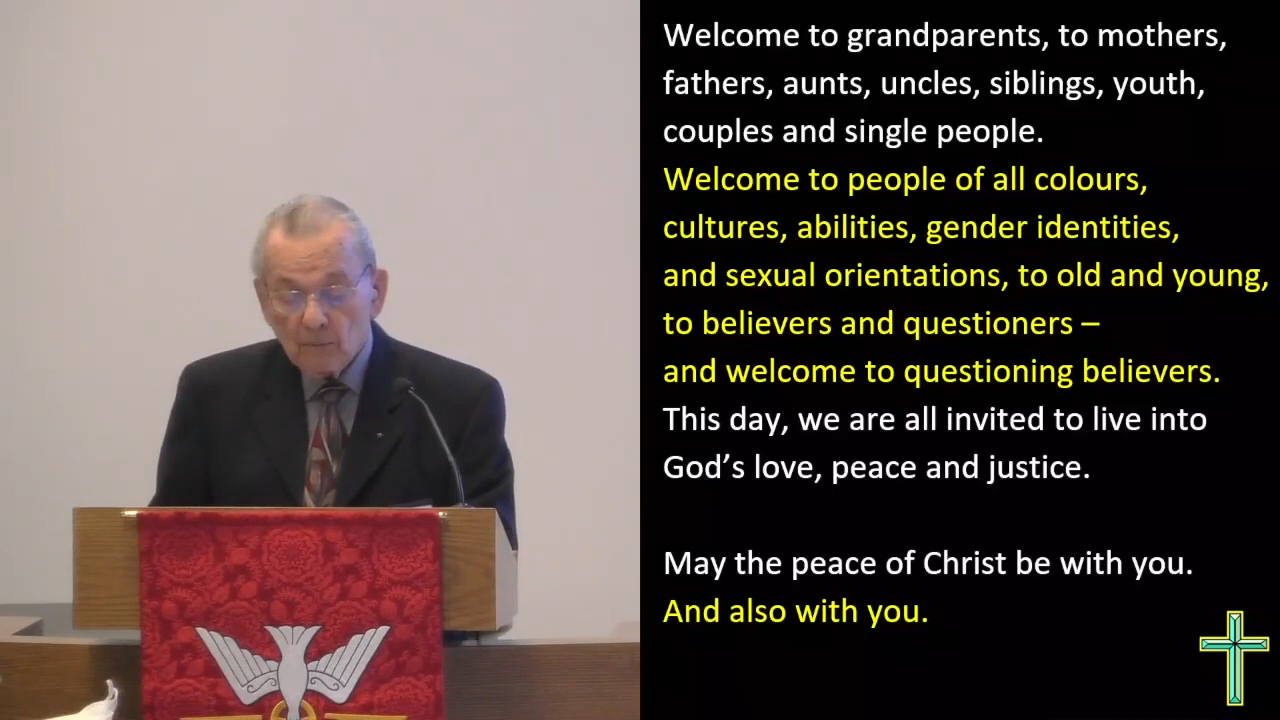 Welcome to grandparents, to mothers,
fathers, aunts, uncles, siblings, youth,
couples and single people.
Welcome to people of all colours,
cultures, abilities, gender identities,
and sexual orientations, to old and young,
to believers and questioners –
and welcome to questioning believers.
This day, we are all invited to live into
God’s love, peace and justice.
May the peace of Christ be with you.
And also with you.